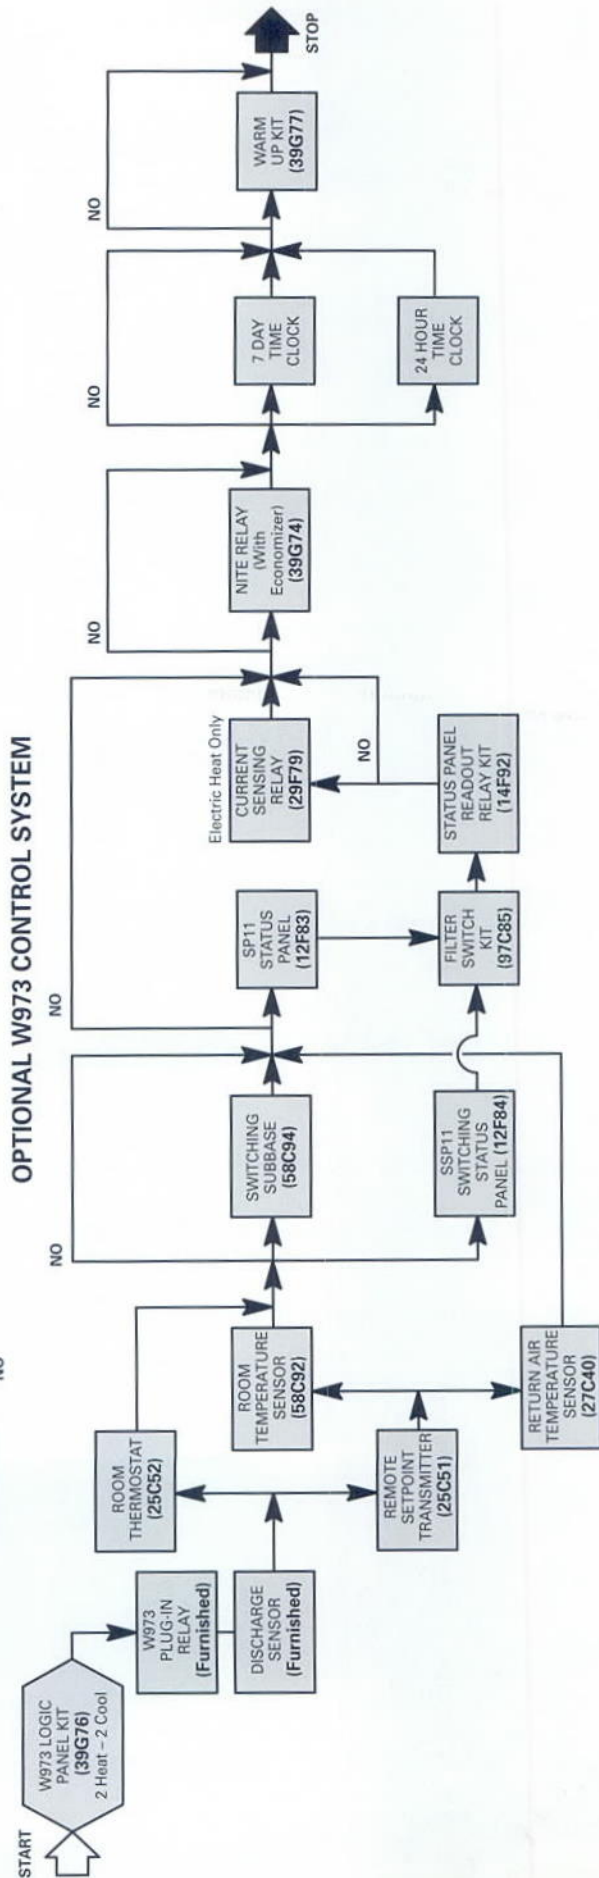 OPTIONAL W973 CONTROL SYSTEM
START
W973 LOGIC
PANEL KIT
(39G76)
2 Heat – 2 Cool
W973
PLUG-IN
RELAY
(Furnished)
DISCHARGE
SENSOR
(Furnished)
ROOM
THERMOSTAT
(25C52)
REMOTE
SETPOINT
TRANSMITTER
(25C51)
ROOM
TEMPERATURE
SENSOR
(58C92)
RETURN AIR
TEMPERATURE
SENSOR
(27C40)
NO
NO
SWITCHING
SUBBASE
(58C94)
SSP11
SWITCHING
STATUS
PANEL (12F84)
NO
SP11
STATUS
PANEL
(12F83)
FILTER
SWITCH
KIT
(97C85)
STATUS PANEL
READOUT
RELAY KIT
(14F92)
NO
Electric Heat Only
CURRENT
SENSING
RELAY
(29F79)
NO
NITE RELAY
(With
Economizer)
(39G74)
NO
7 DAY
TIME
CLOCK
24 HOUR
TIME
CLOCK
NO
WARM
UP KIT
(39G77)
STOP